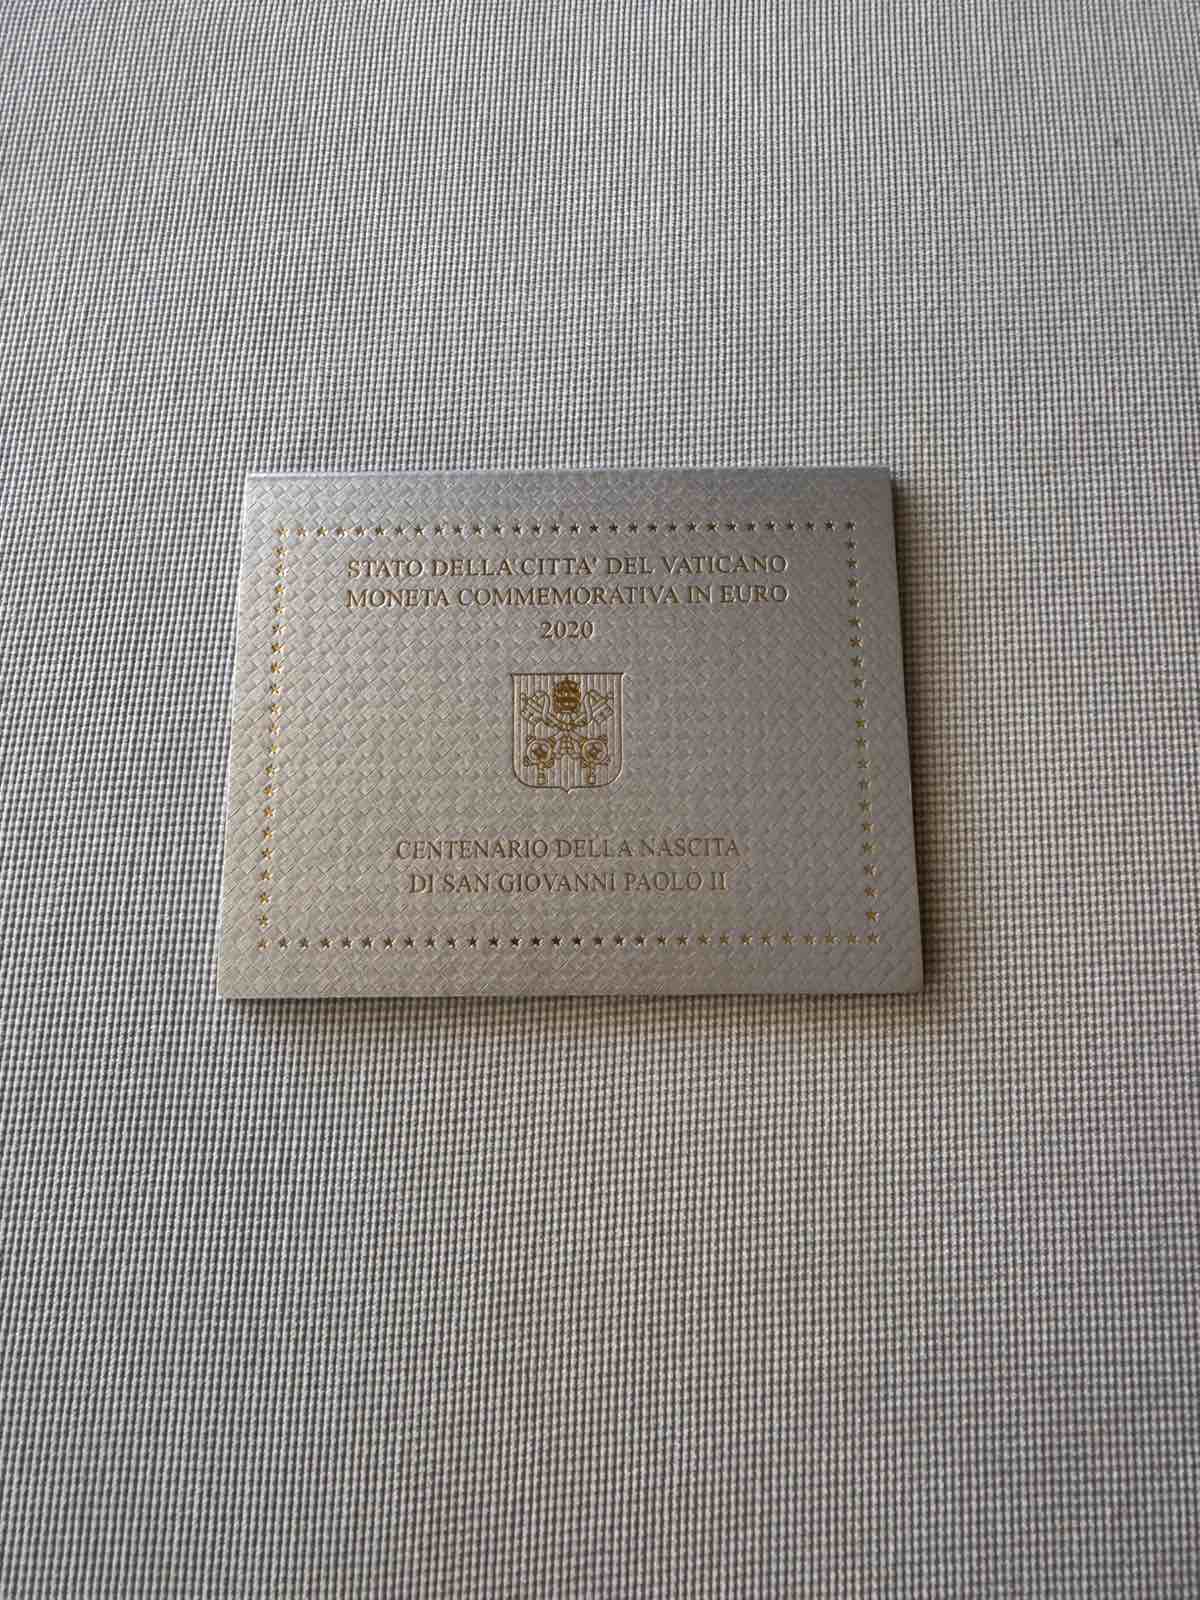 STATO DELLA CITTA' DEL VATICANO
MONETA COMMEMORATIVA IN EURO
2020
CENTENARIO DELLA NASCITA
DI SAN GIOVANNI PAOLO II